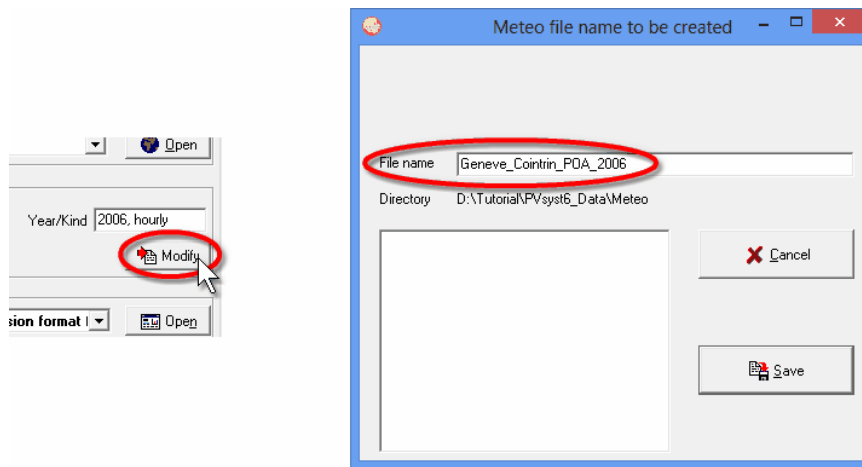 Open
Year/Kind 2006, hourly
Modify
sion format
Open
Meteo file name to be created
File name Geneve_Cointrin_POA_2006
Directory D:\Tutorial\PVsyst6_Data\Meteo
Cancel
Save